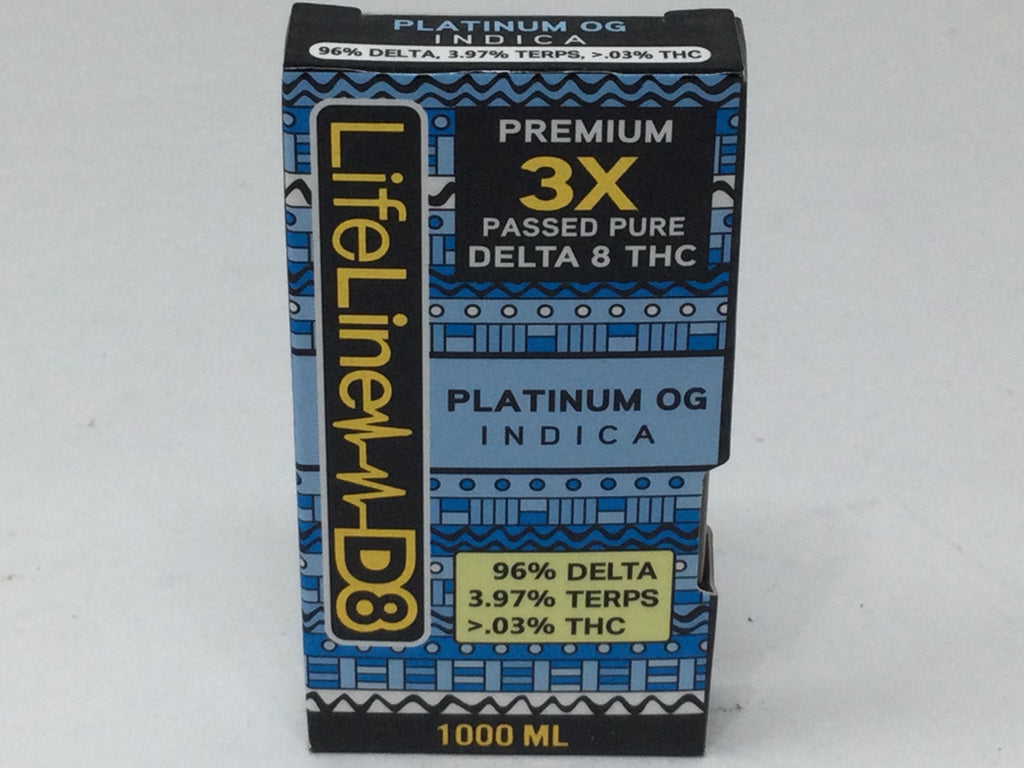 PLATINUM OG
INDICA
96% DELTA, 3.97% TERPS, >.03% THC
LifeLine D8
PREMIUM
3X
PASSED PURE
DELTA 8 THC
PLATINUM OG
INDICA
96% DELTA
3.97% TERPS
>.03% THC
1000 ML